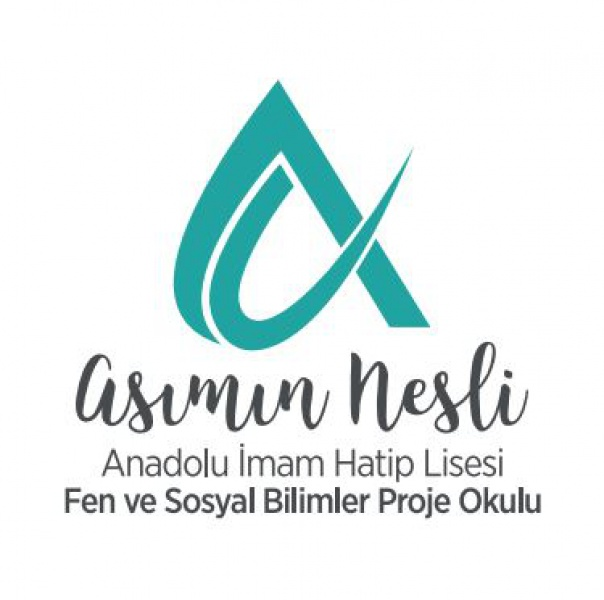 asımın Nesli
Anadolu İmam Hatip Lisesi
Fen ve Sosyal Bilimler Proje Okulu